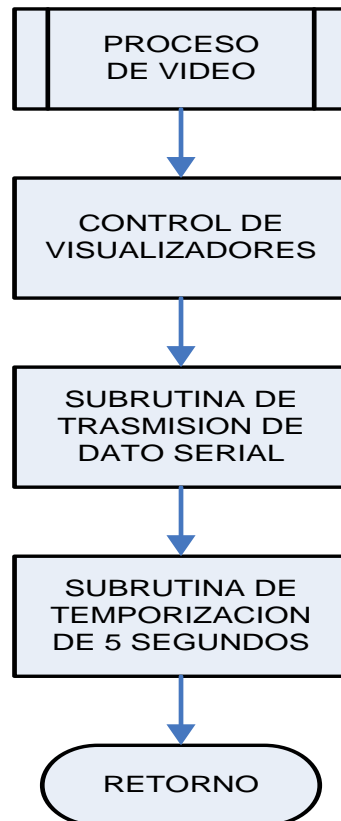 PROCESO
DE VIDEO
CONTROL DE
VISUALIZADORES
SUBRUTINA DE
TRASMISION DE
DATO SERIAL
SUBRUTINA DE
TEMPORIZACION
DE 5 SEGUNDOS
RETORNO